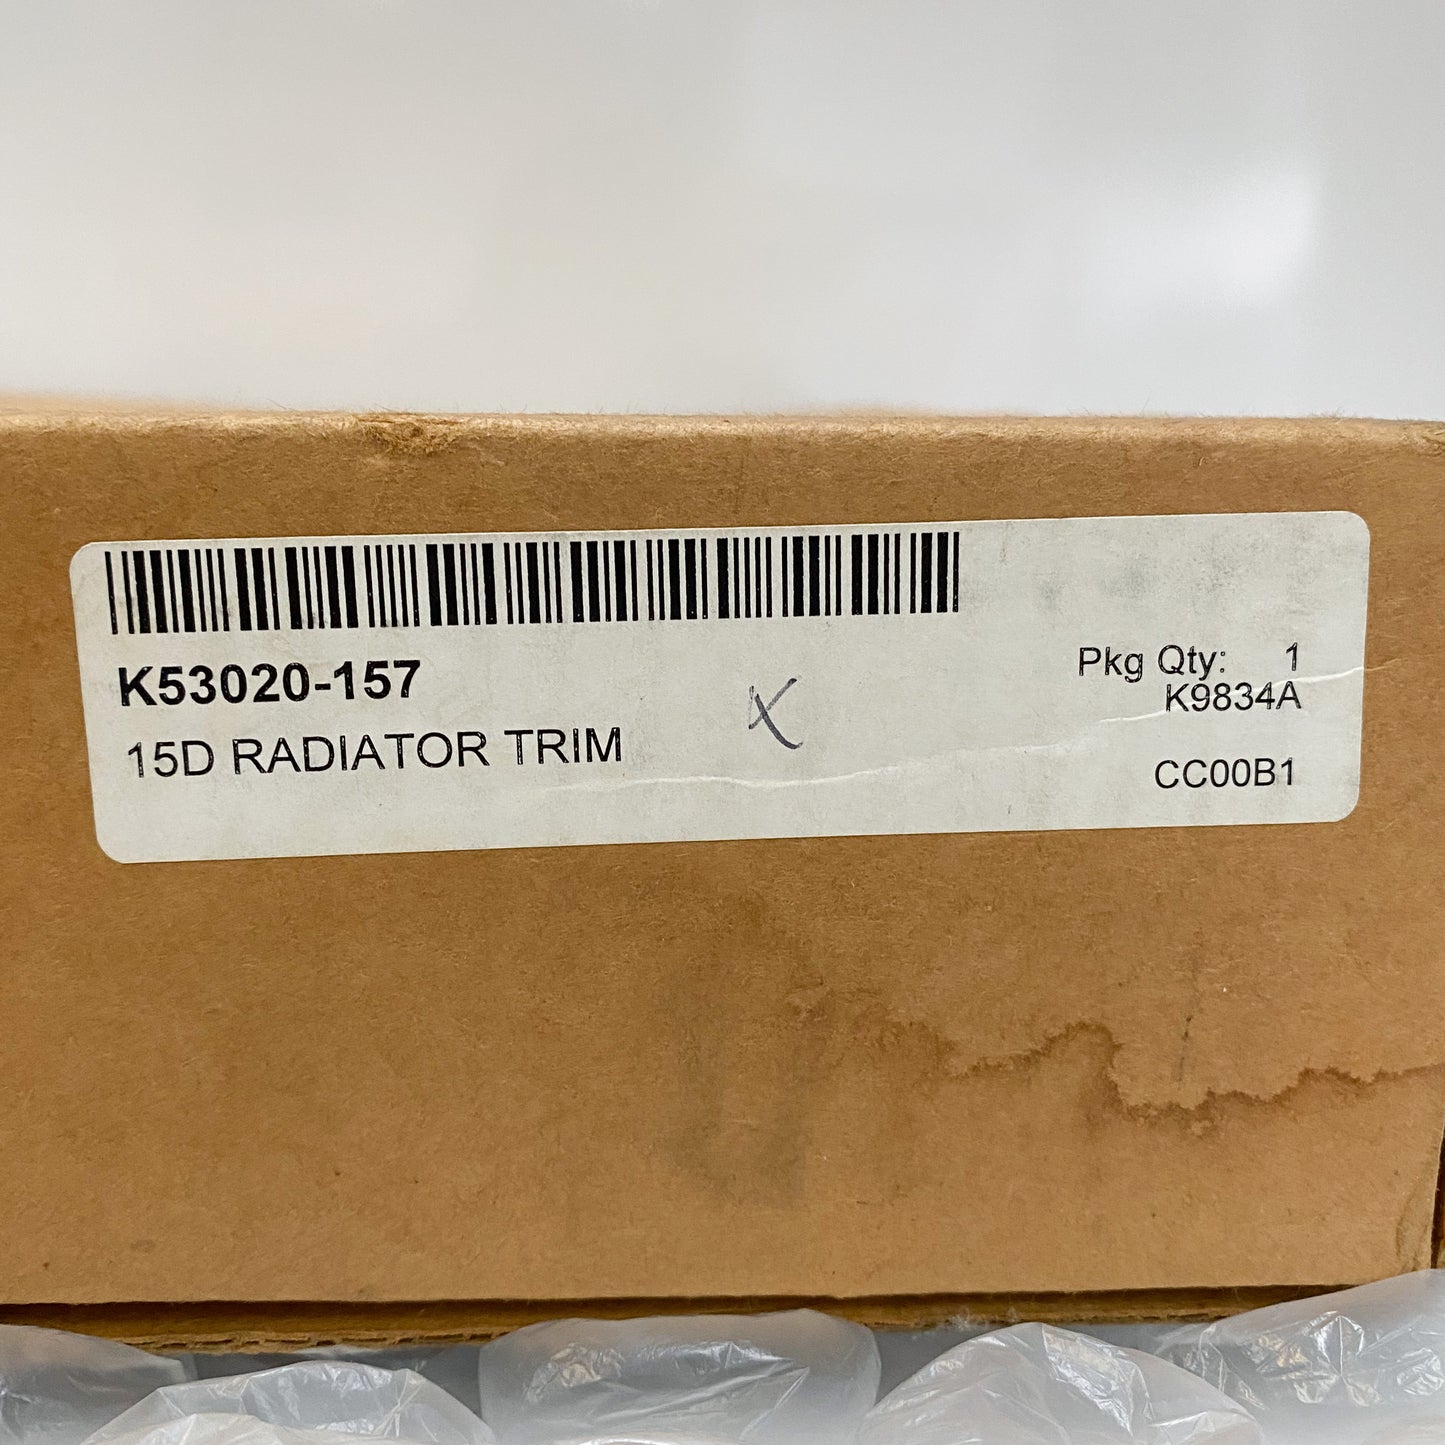 K53020-157
15D RADIATOR TRIM
X
Pkg Qty: 1
K9834A
CC00B1